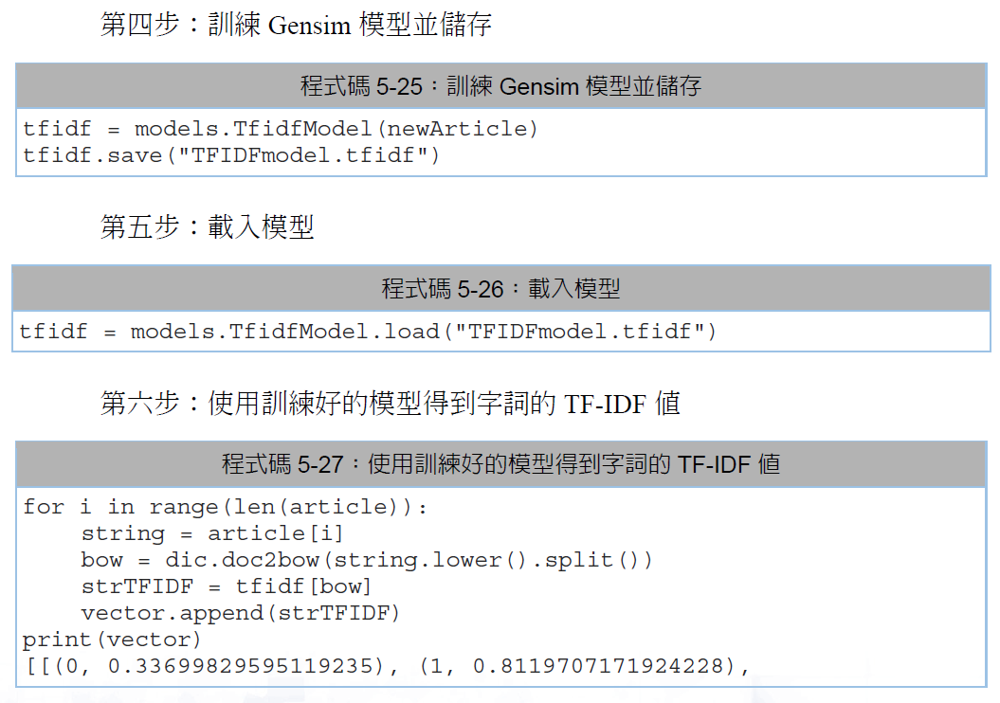 第四步：訓練 Gensim 模型並儲存
程式碼 5-25：訓練 Gensim 模型並儲存
tfidf = models.TfidfModel(newArticle)
tfidf.save("TFIDFmodel.tfidf")
第五步：載入模型
程式碼 5-26：載入模型
tfidf = models.TfidfModel.load("TFIDFmodel.tfidf")
第六步：使用訓練好的模型得到字詞的 TF-IDF 值
程式碼 5-27：使用訓練好的模型得到字詞的 TF-IDF 值
for i in range(len(article)):
    string = article[i]
    bow = dic.doc2bow(string.lower().split())
    strTFIDF = tfidf[bow]
    vector.append(strTFIDF)
print(vector)
[[(0, 0.33699829595119235), (1, 0.8119707171924228),